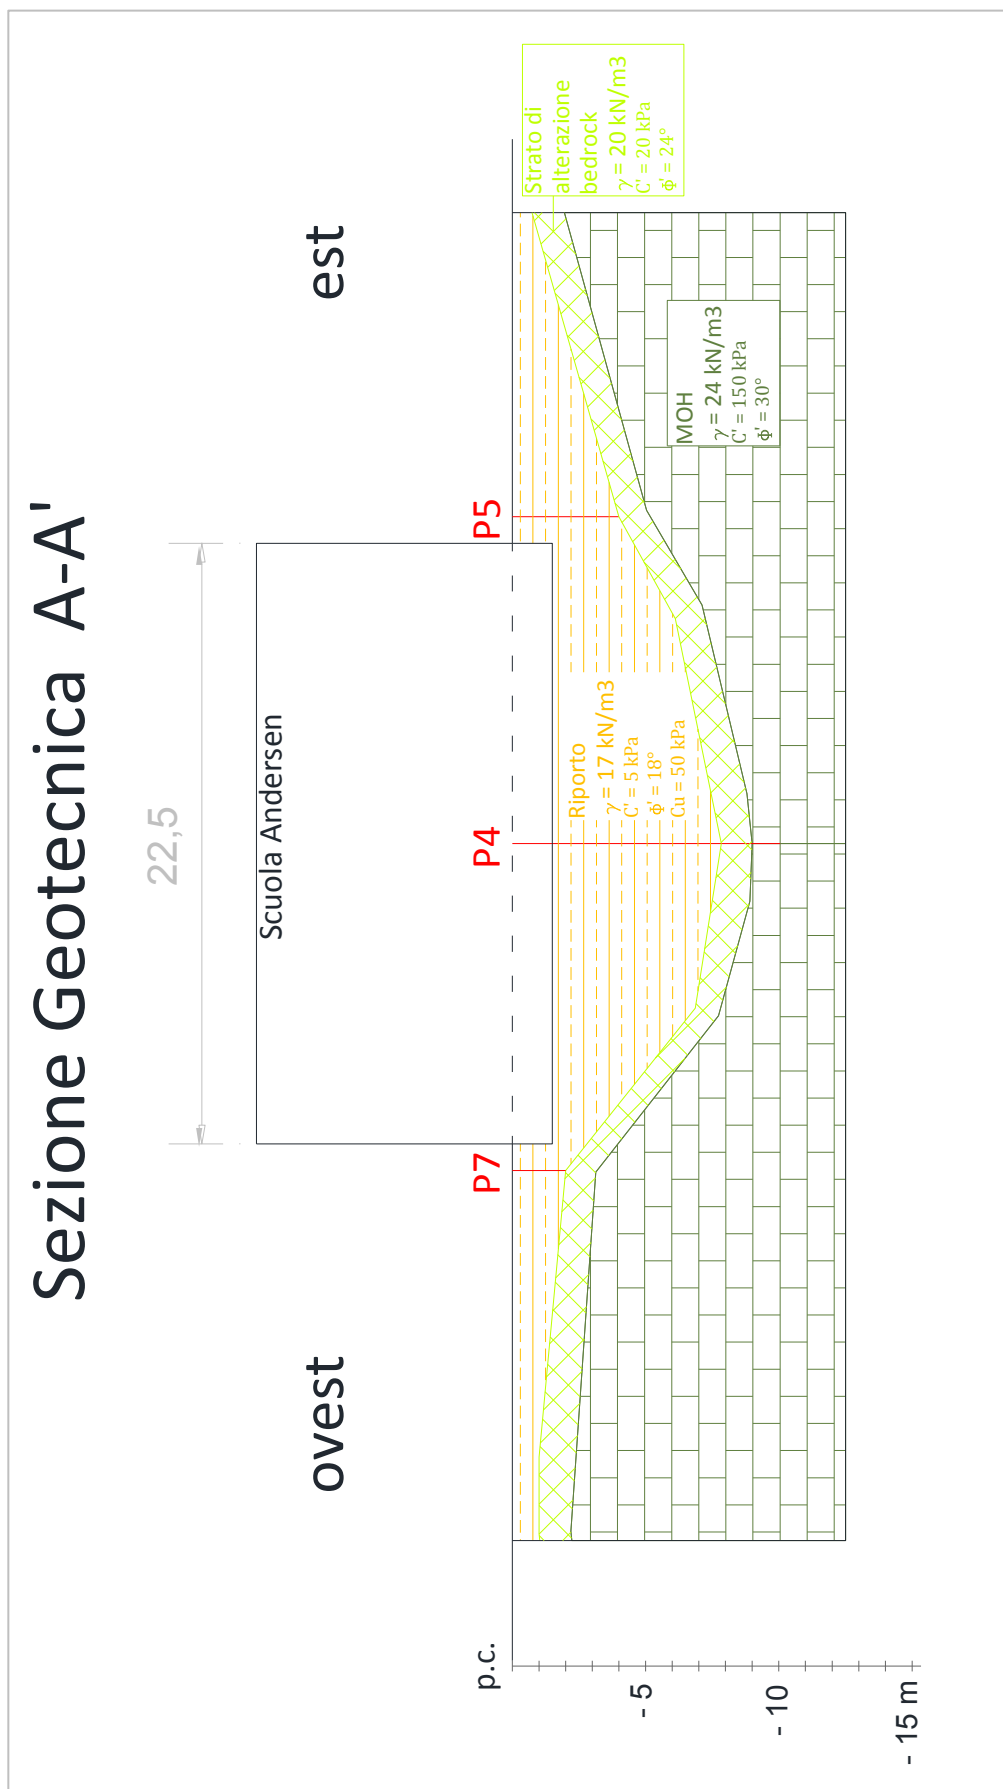 Sezione Geotecnica A-A'
ovest
est
22,5
Scuola Andersen
p.c.
P7
P4
P5
Strato di
alterazione
bedrock
γ = 20 kN/m3
C' = 20 kPa
ϕ' = 24°
Riporto
γ = 17 kN/m3
C' = 5 kPa
ϕ' = 18°
Cu = 50 kPa
MOH
γ = 24 kN/m3
C' = 150 kPa
ϕ' = 30°
- 5
- 10
- 15 m